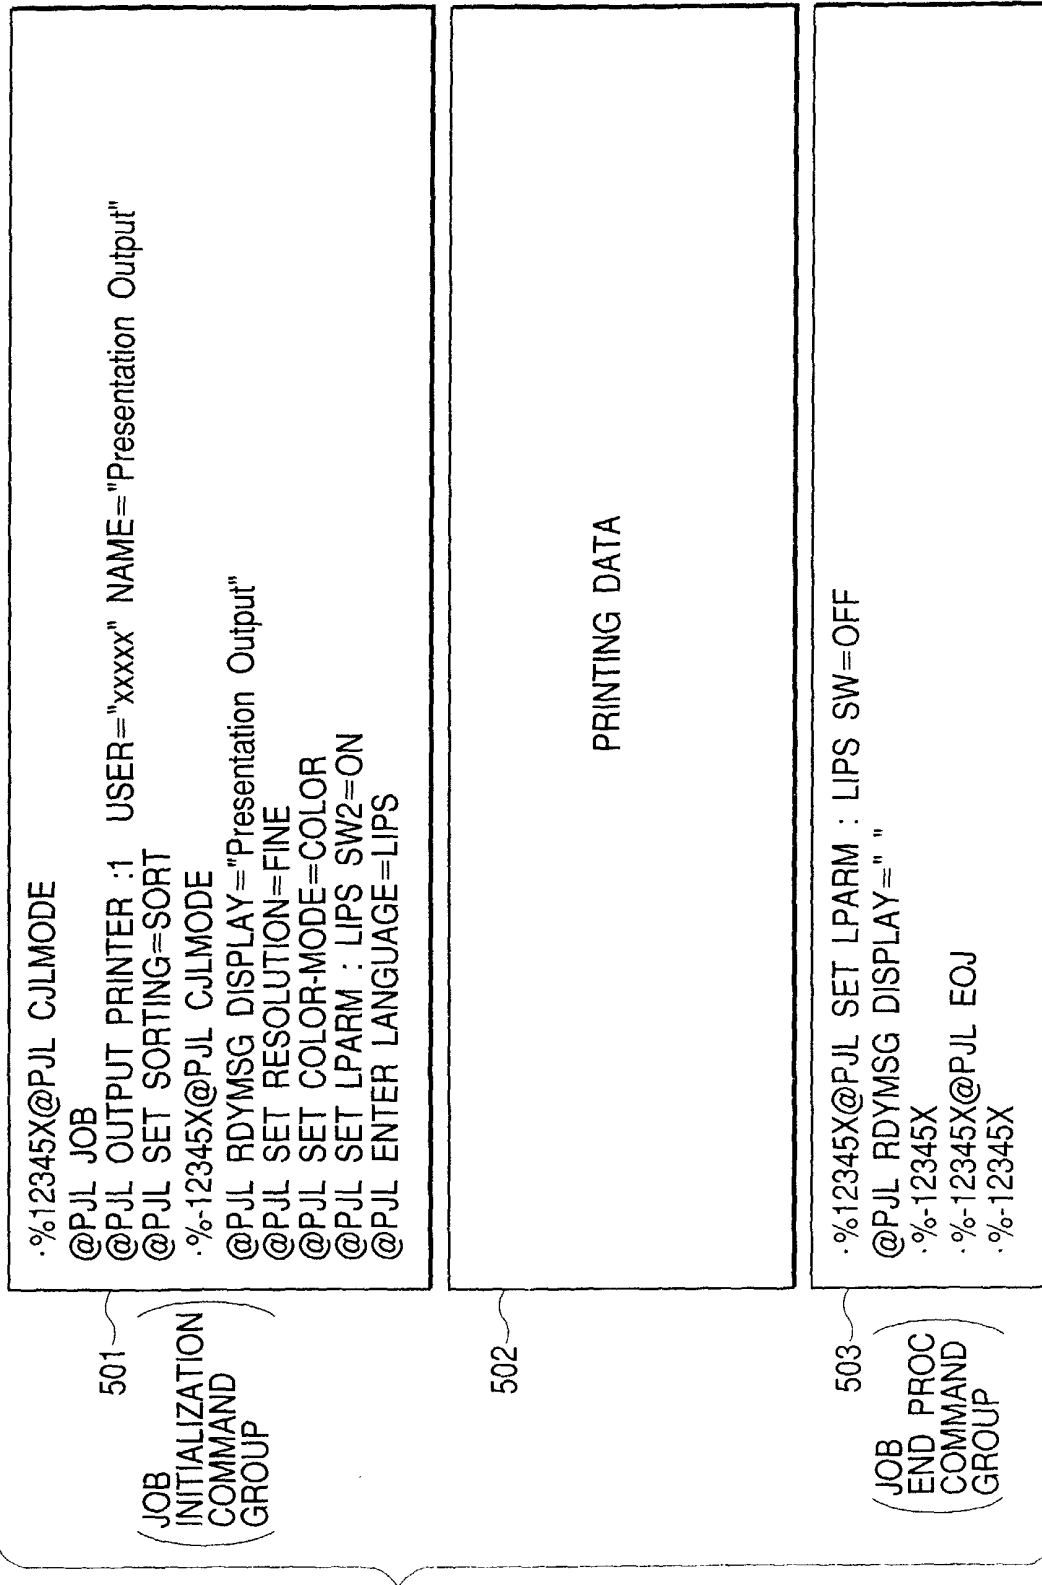 501
(JOB
INITIALIZATION
COMMAND
GROUP)
·%12345X@PJL CJLMODE
@PJL JOB
@PJL OUTPUT PRINTER :1 USER="xxxxx" NAME="Presentation Output"
@PJL SET SORTING=SORT
·%-12345X@PJL CJLMODE
@PJL RDYMSG DISPLAY="Presentation Output"
@PJL SET RESOLUTION=FINE
@PJL SET COLOR-MODE=COLOR
@PJL SET LPARM : LIPS SW2=ON
@PJL ENTER LANGUAGE=LIPS
502
PRINTING DATA
503
(JOB
END PROC
COMMAND
GROUP)
·%12345X@PJL SET LPARM : LIPS SW=OFF
@PJL RDYMSG DISPLAY=" "
·%-12345X
·%-12345X@PJL EOJ
·%-12345X